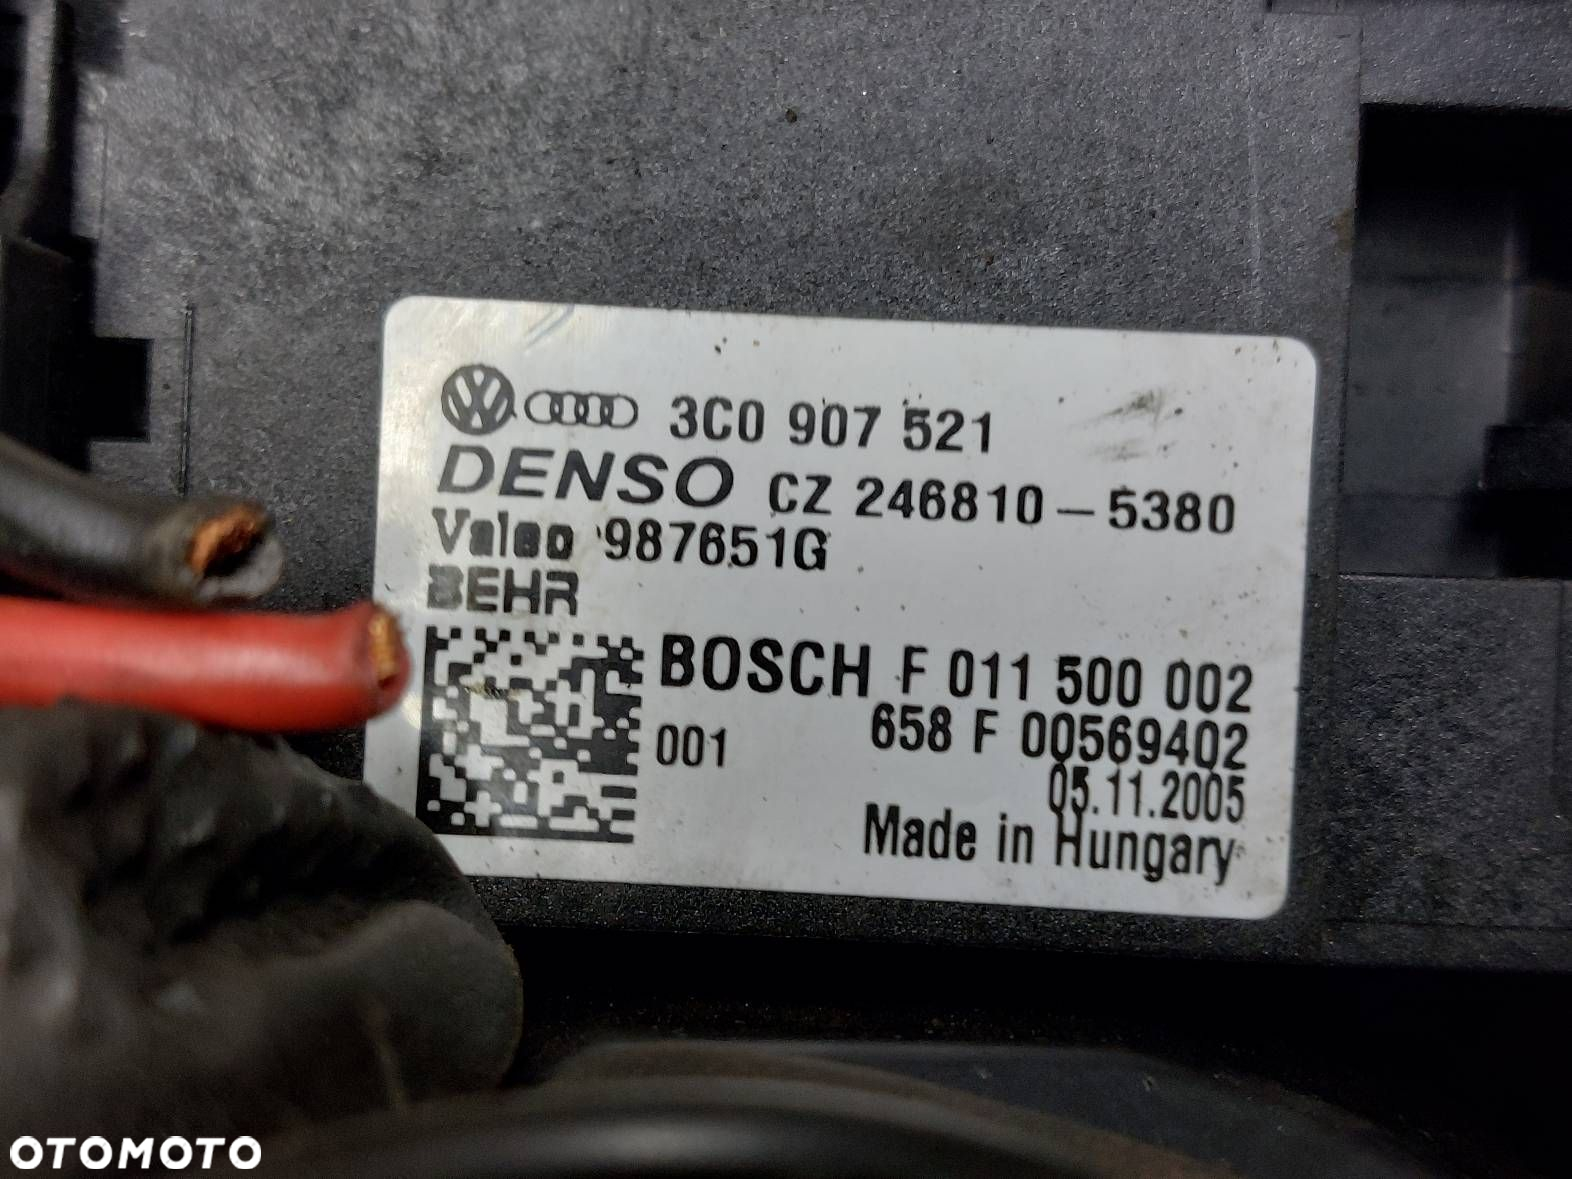 3C0 907 521
DENSO CZ 246810-5380
Valeo 987651G
BEHR
BOSCH F 011 500 002
001 658 F 00569402
05.11.2005
Made in Hungary
OTOMOTO